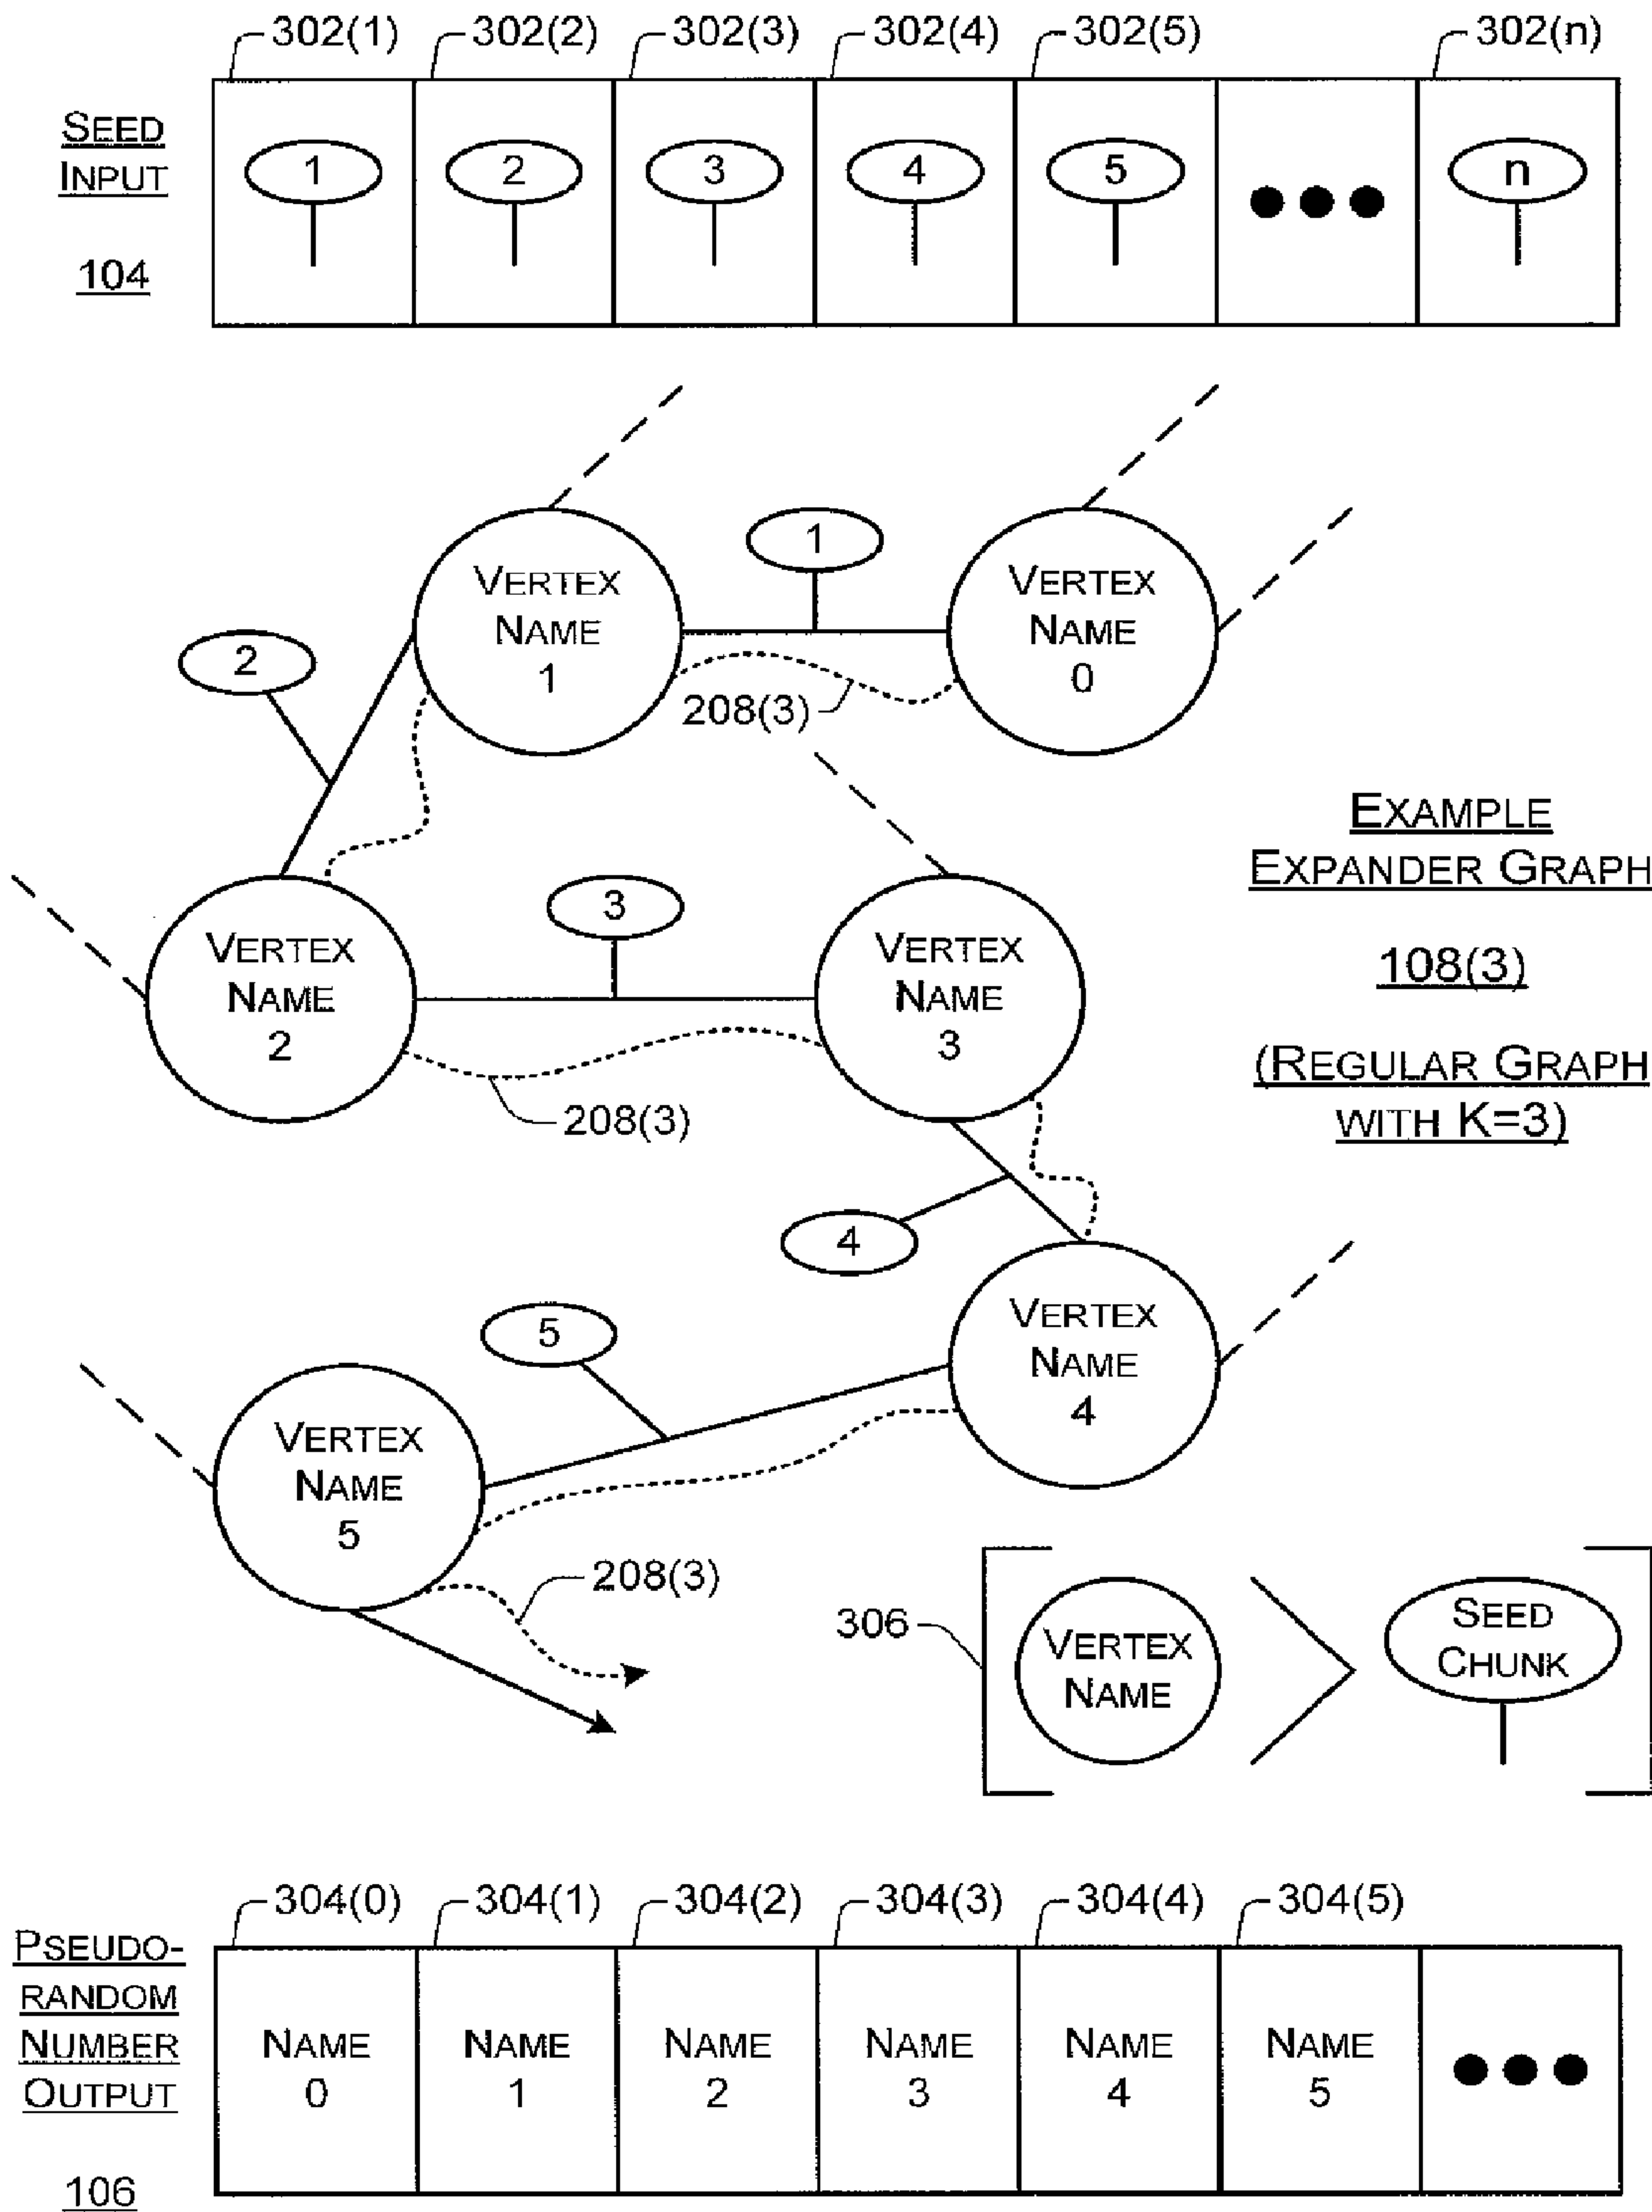 302(1) 302(2) 302(3) 302(4) 302(5) 302(n)
SEED
INPUT
104
1 2 3 4 5 n
1
VERTEX
NAME
1
VERTEX
NAME
0
2
208(3)
EXAMPLE
EXPANDER GRAPH
108(3)
(REGULAR GRAPH
WITH K=3)
3
VERTEX
NAME
2
VERTEX
NAME
3
208(3)
4
5
VERTEX
NAME
4
VERTEX
NAME
5
208(3)
306
VERTEX
NAME
SEED
CHUNK
304(0) 304(1) 304(2) 304(3) 304(4) 304(5)
PSEUDO-
RANDOM
NUMBER
OUTPUT
106
NAME
0
NAME
1
NAME
2
NAME
3
NAME
4
NAME
5